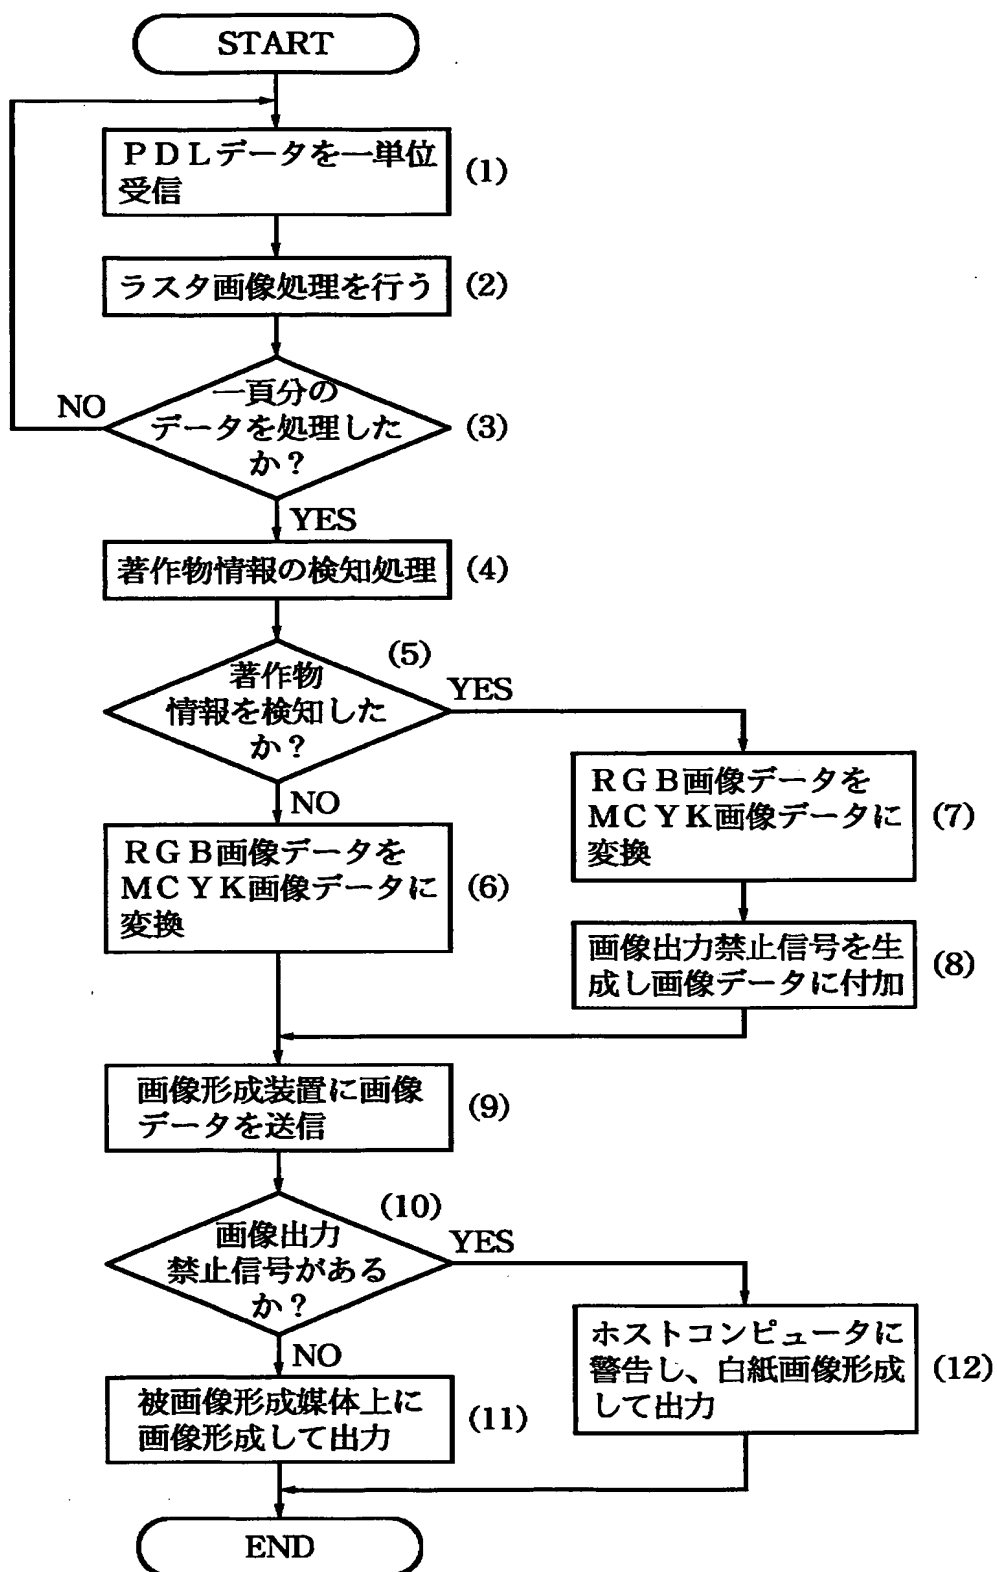 START
ＰＤＬデータを一単位
受信
(1)
ラスタ画像処理を行う
(2)
一頁分の
データを処理した
か？
(3)
NO
YES
著作物情報の検知処理
(4)
(5)
著作物
情報を検知した
か？
YES
NO
ＲＧＢ画像データを
ＭＣＹＫ画像データに
変換
(6)
ＲＧＢ画像データを
ＭＣＹＫ画像データに
変換
(7)
画像出力禁止信号を生
成し画像データに付加
(8)
画像形成装置に画像
データを送信
(9)
(10)
画像出力
禁止信号がある
か？
YES
NO
被画像形成媒体上に
画像形成して出力
(11)
ホストコンピュータに
警告し、白紙画像形成
して出力
(12)
END